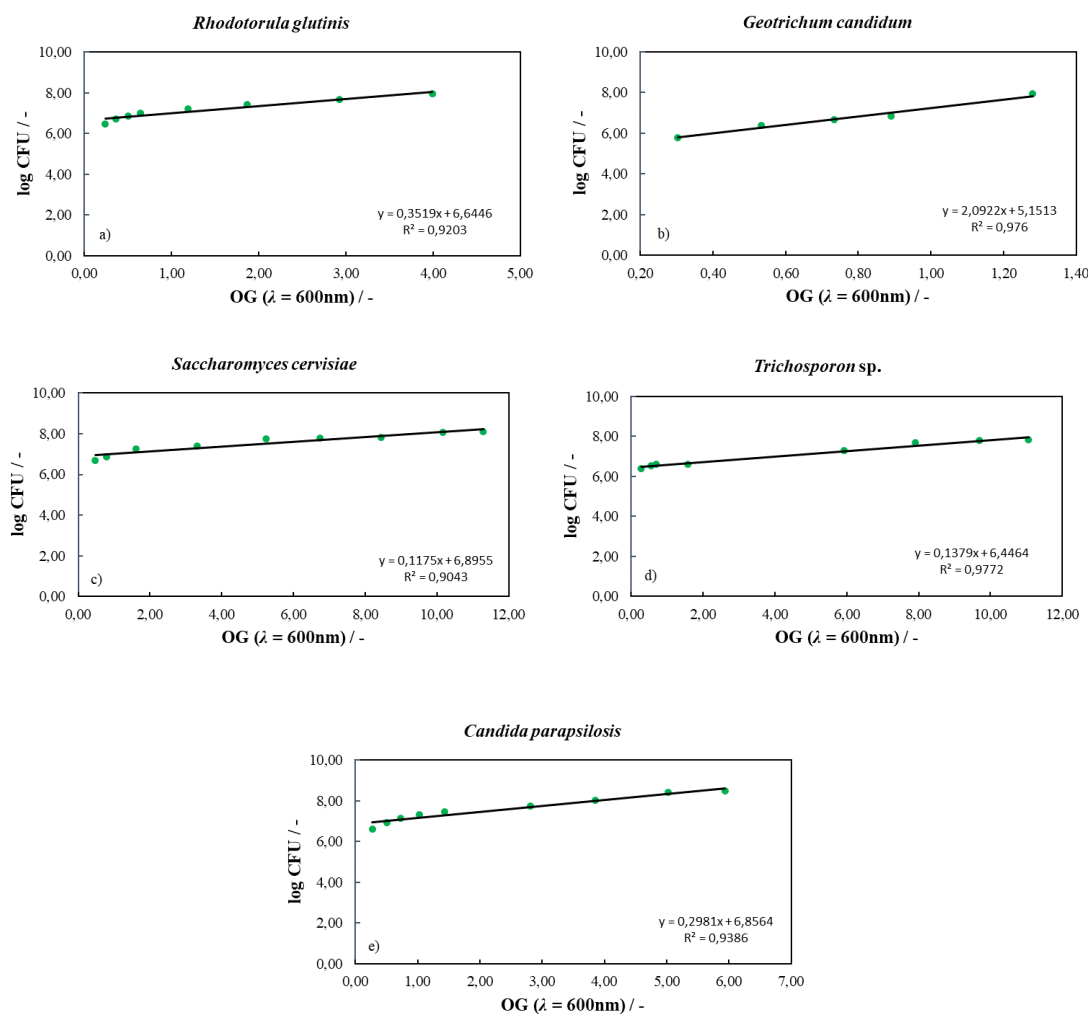 Rhodotorula glutinis
10,00
8,00
6,00
4,00
2,00
0,00
log CFU / -
y = 0,3519x + 6,6446
R² = 0,9203
a)
0,00 1,00 2,00 3,00 4,00 5,00
OG (λ = 600nm) / -
Geotrichum candidum
10,00
8,00
6,00
4,00
2,00
0,00
log CFU / -
y = 2,0922x + 5,1513
R² = 0,976
b)
0,20 0,40 0,60 0,80 1,00 1,20 1,40
OG (λ = 600nm) / -
Saccharomyces cervisiae
10,00
8,00
6,00
4,00
2,00
0,00
log CFU / -
y = 0,1175x + 6,8955
R² = 0,9043
c)
0,00 2,00 4,00 6,00 8,00 10,00 12,00
OG (λ = 600nm) / -
Trichosporon sp.
10,00
8,00
6,00
4,00
2,00
0,00
log CFU / -
y = 0,1379x + 6,4464
R² = 0,9772
d)
0,00 2,00 4,00 6,00 8,00 10,00 12,00
OG (λ = 600nm) / -
Candida parapsilosis
10,00
8,00
6,00
4,00
2,00
0,00
log CFU / -
y = 0,2981x + 6,8564
R² = 0,9386
e)
0,00 1,00 2,00 3,00 4,00 5,00 6,00 7,00
OG (λ = 600nm) / -